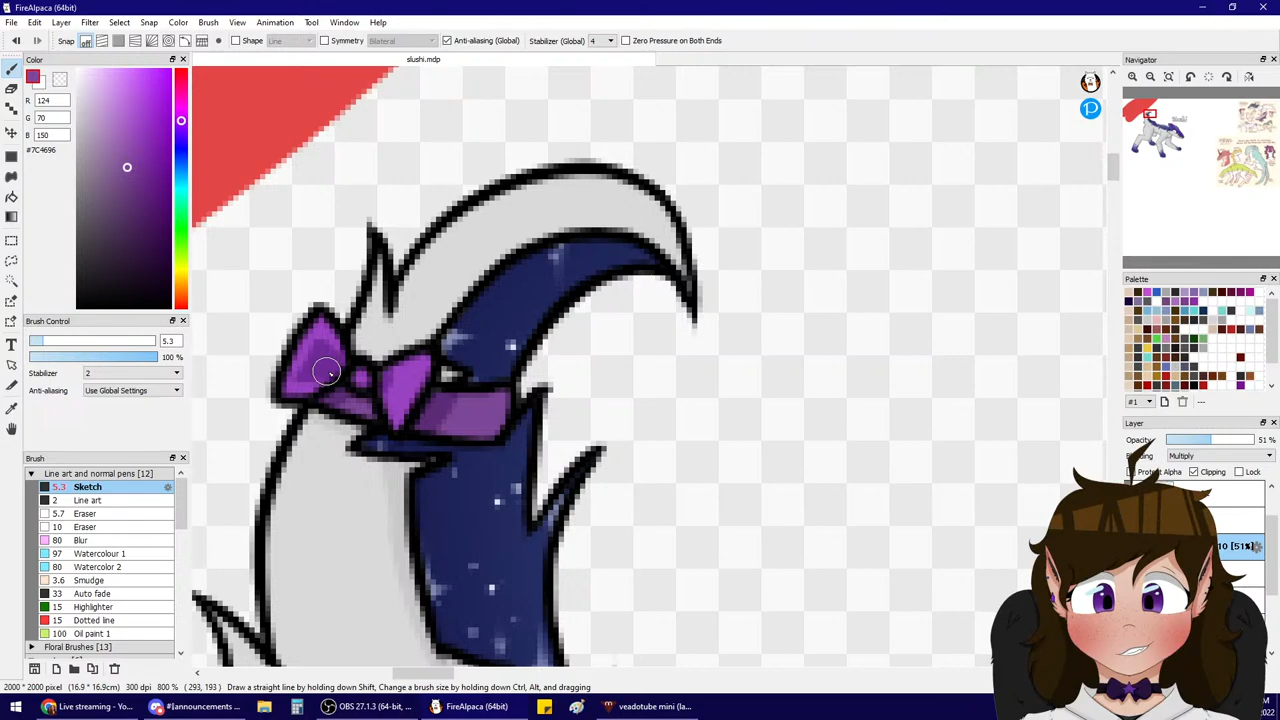 FireAlpaca (64bit)
File Edit Layer Filter Select Snap Color Brush View Animation Tool Window Help
Snap off Shape Line Symmetry Bilateral Anti-aliasing (Global) Stabilizer (Global) 4 Zero Pressure on Both Ends
slushi.mdp
Color
R 124
G 70
B 150
#7C4696
Brush Control
5.3
100 %
Stabilizer 2
Anti-aliasing Use Global Settings
Brush
Line art and normal pens [12]
5.3 Sketch
2 Line art
5.7 Eraser
10 Eraser
80 Blur
97 Watercolour 1
80 Watercolor 2
3.6 Smudge
33 Auto fade
15 Highlighter
15 Dotted line
100 Oil paint 1
Floral Brushes [13]
Navigator
Palette
#1
---
Layer
Opacity 51 %
Multiply
Protect Alpha Clipping Lock
10 [51%]
2000 * 2000 pixel (16.9 * 16.9cm) 300 dpi 800 % ( 293, 193 ) Draw a straight line by holding down Shift, Change a brush size by holding down Ctrl, Alt, and dragging
Live streaming - Yo... #[announcements OBS 27.1.3 (64-bit, ... FireAlpaca (64bit) veadotube mini (la...